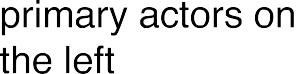 primary actors on
the left